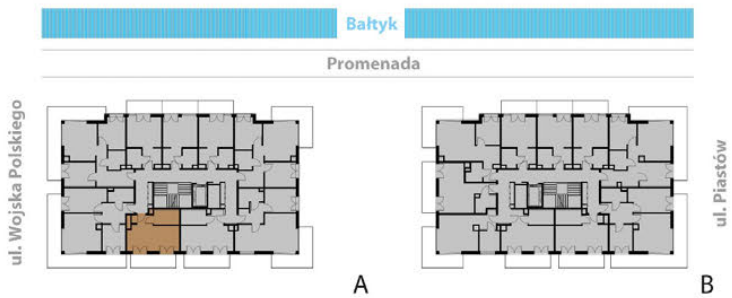 Bałtyk
Promenada
ul. Wojska Polskiego
ul. Piastów
A
B